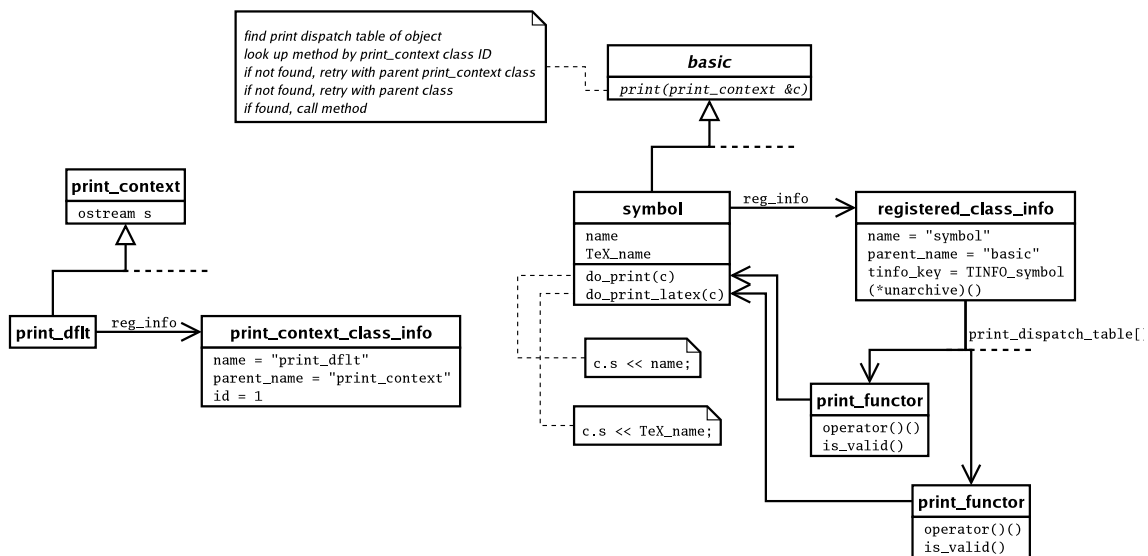 find print dispatch table of object
look up method by print_context class ID
if not found, retry with parent print_context class
if not found, retry with parent class
if found, call method
basic
print(print_context &c)
print_context
ostream s
print_dflt
reg_info
print_context_class_info
name = "print_dflt"
parent_name = "print_context"
id = 1
symbol
name
TeX_name
do_print(c)
do_print_latex(c)
reg_info
registered_class_info
name = "symbol"
parent_name = "basic"
tinfo_key = TINFO_symbol
(*unarchive)()
print_dispatch_table[]
c.s << name;
c.s << TeX_name;
print_functor
operator()()
is_valid()
print_functor
operator()()
is_valid()